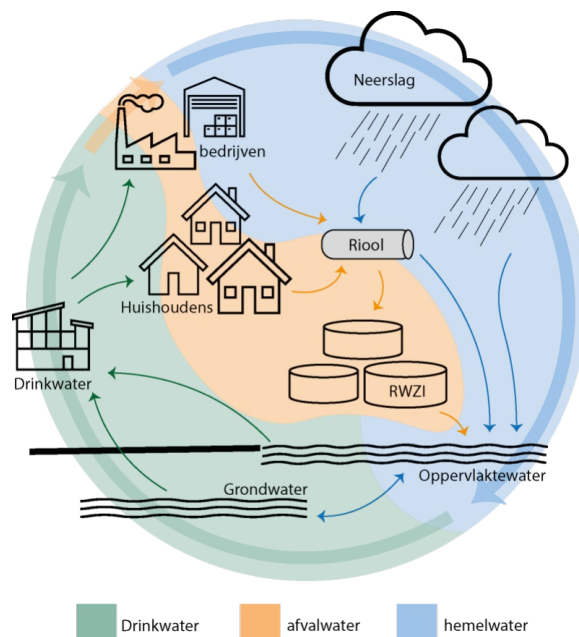 Neerslag
bedrijven
Riool
Huishoudens
Drinkwater
RWZI
Oppervlaktewater
Grondwater
Drinkwater
afvalwater
hemelwater